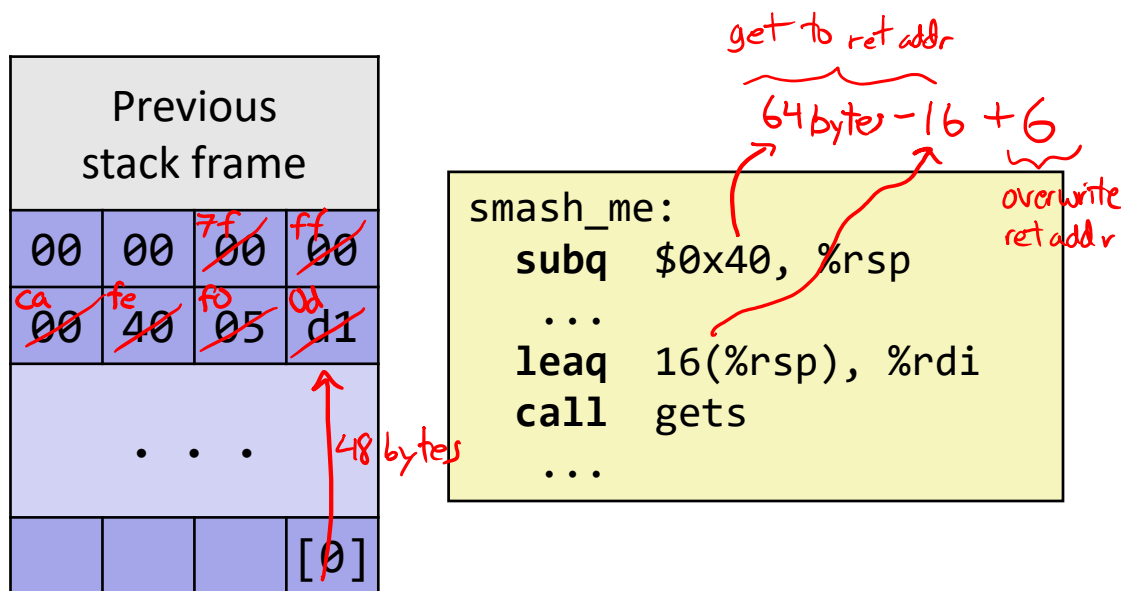 get to ret addr
64 bytes - 16 + 6
overwrite
ret addr
Previous
stack frame
7f ff
00 00 00 00
ca fe f0 0d
00 40 05 d1
. . .
48 bytes
[0]
smash_me:
subq $0x40, %rsp
...
leaq 16(%rsp), %rdi
call gets
...